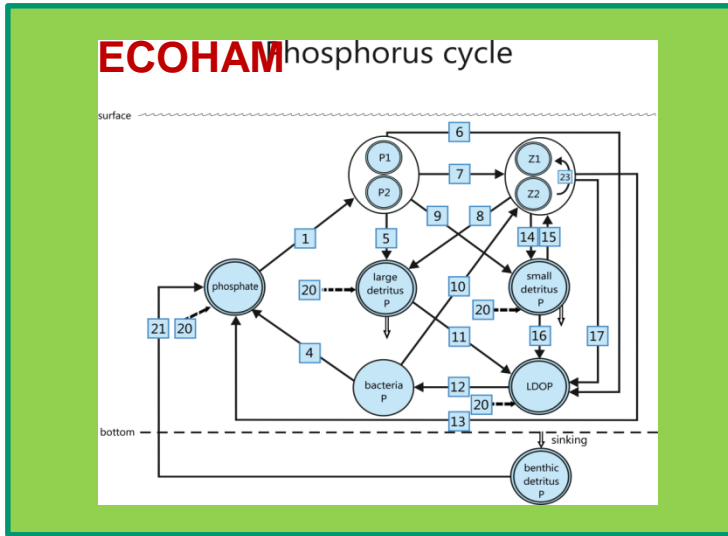 ECOHAM
Phosphorus cycle
surface
6
P1
Z1
7
23
P2
Z2
9
8
1
5
14
15
large
detritus
P
small
detritus
P
phosphate
20
10
20
21
20
11
16
17
4
bacteria
P
12
LDOP
20
13
bottom
sinking
benthic
detritus
P